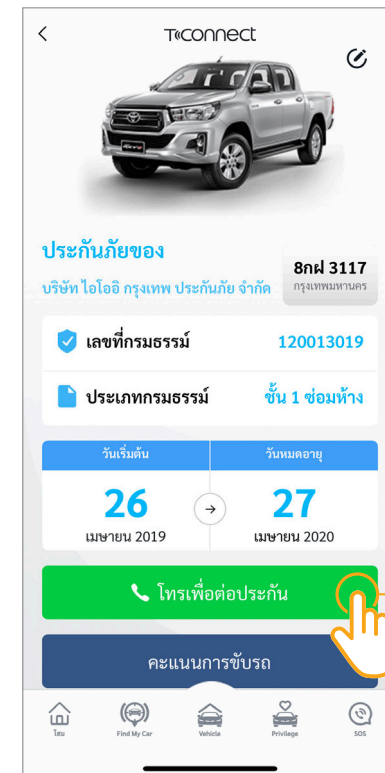 T connect
ประกันภัยของ
บริษัท ไอโออิ กรุงเทพ ประกันภัย จำกัด
8กฝ 3117
กรุงเทพมหานคร
เลขที่กรมธรรม์ 120013019
ประเภทกรมธรรม์ ชั้น 1 ซ่อมห้าง
วันเริ่มต้น วันหมดอายุ
26 27
เมษายน 2019 เมษายน 2020
โทรเพื่อต่อประกัน
คะแนนการขับรถ
โฮม Find My Car Vehicle Privilege SOS